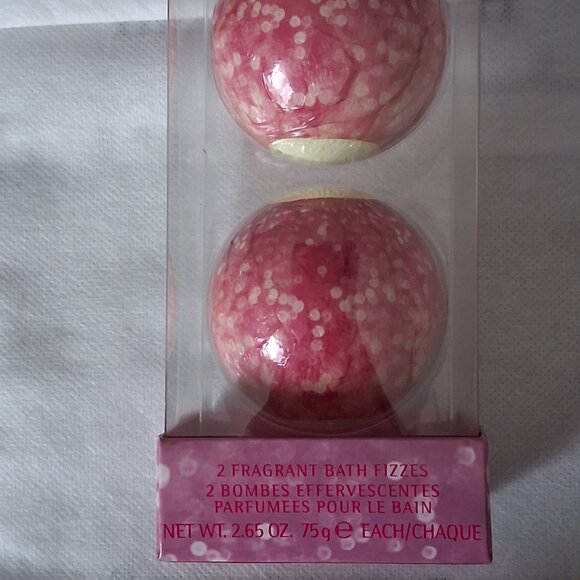 2 FRAGRANT BATH FIZZES
2 BOMBES EFFERVESCENTES
PARFUMEES POUR LE BAIN
NET WT. 2.65 OZ. 75g ℮ EACH/CHAQUE